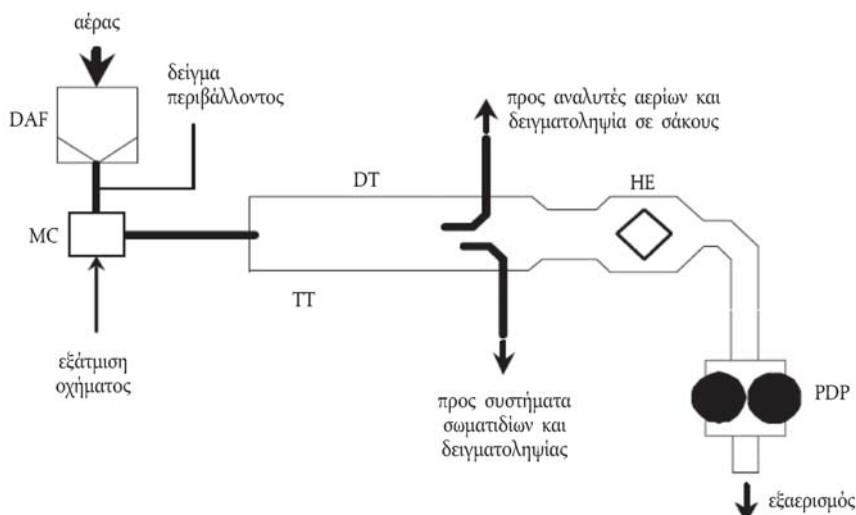 αέρας
δείγμα
περιβάλλοντος
DAF
προς αναλυτές αερίων και
δειγματοληψία σε σάκους
DT
HE
MC
TT
εξάτμιση
οχήματος
προς συστήματα
σωματιδίων και
δειγματοληψίας
PDP
εξαερισμός